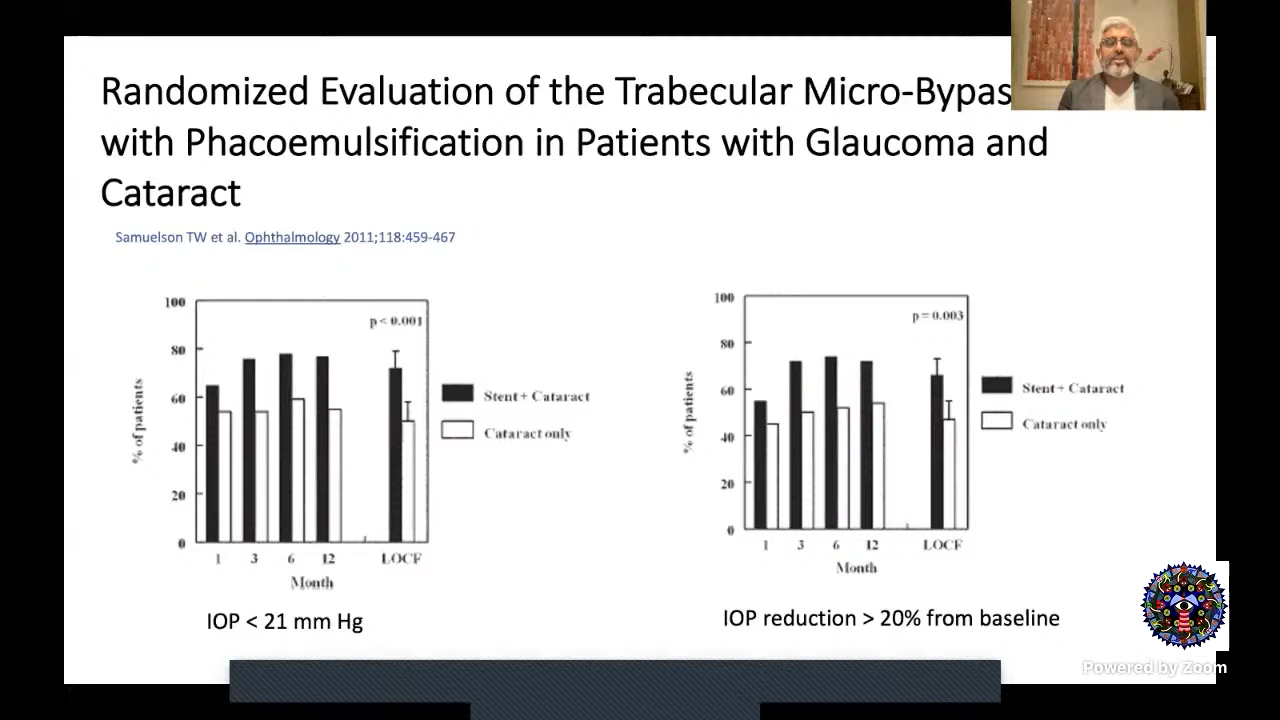 Randomized Evaluation of the Trabecular Micro-Bypas
with Phacoemulsification in Patients with Glaucoma and
Cataract
Samuelson TW et al. Ophthalmology 2011;118:459-467
100
80
60
40
20
0
% of patients
p < 0.001
1 3 6 12 LOCF
Month
Stent + Cataract
Cataract only
IOP < 21 mm Hg
100
80
60
40
20
0
% of patients
p = 0.003
1 3 6 12 LOCF
Month
Stent + Cataract
Cataract only
IOP reduction > 20% from baseline
Powered by Zoom